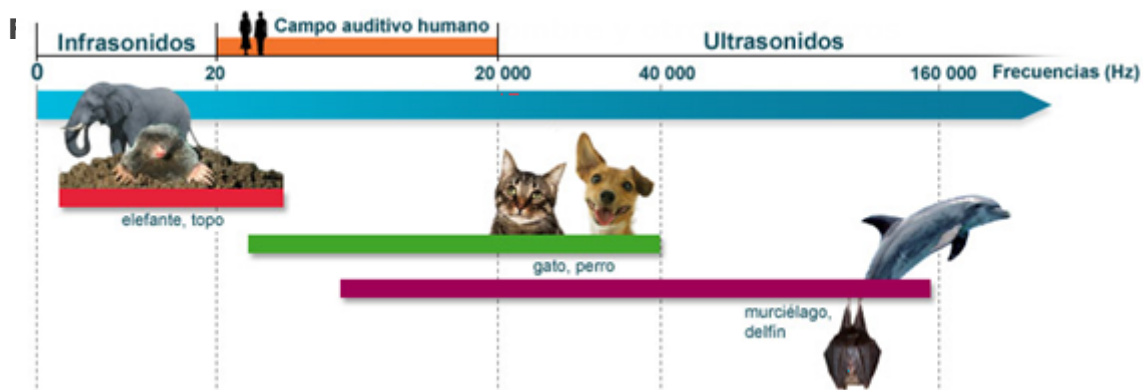 Infrasonidos
Campo auditivo humano
Ultrasonidos
0 20 20 000 40 000 160 000 Frecuencias (Hz)
elefante, topo
gato, perro
murciélago,
delfín